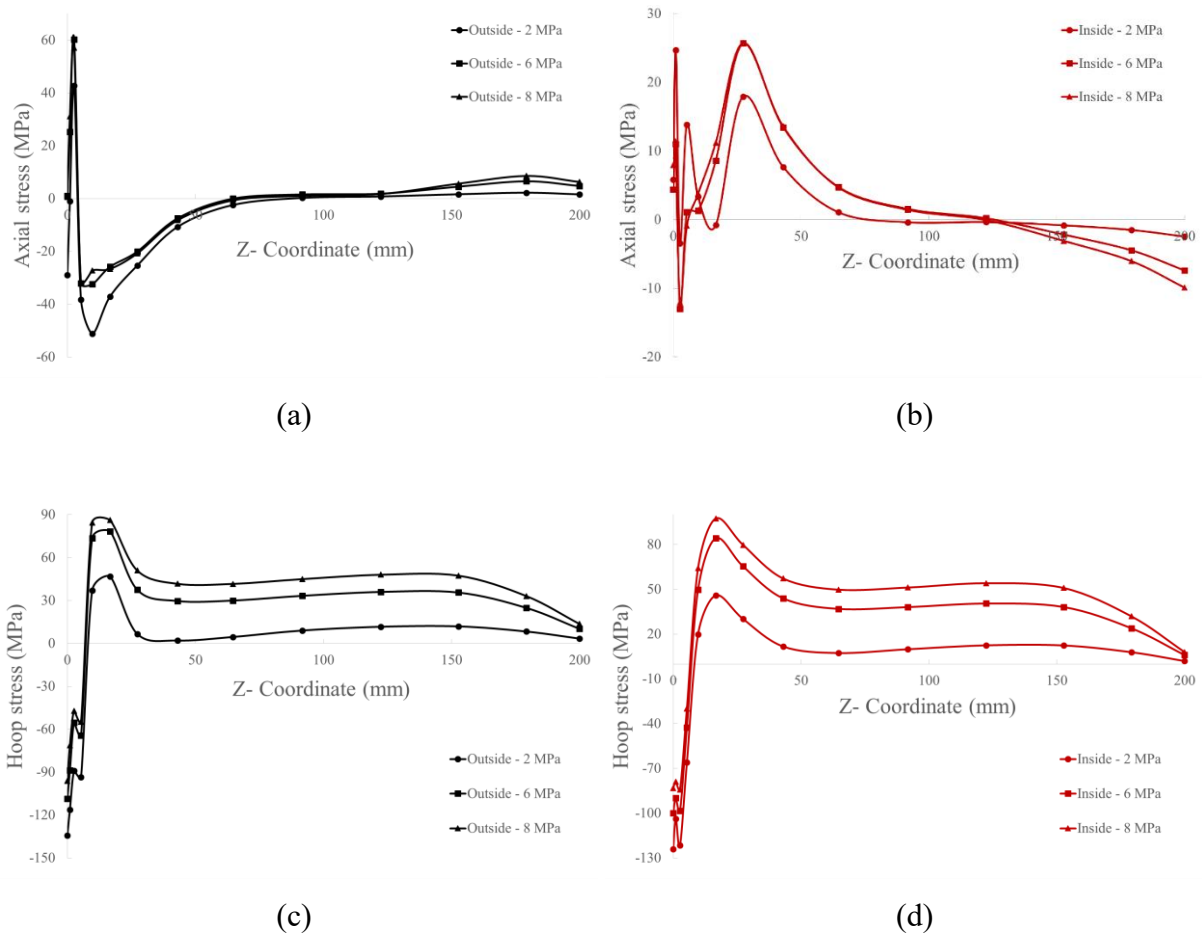 60
40
20
0
-20
-40
-60
0
50
100
150
200
Axial stress (MPa)
Z- Coordinate (mm)
Outside - 2 MPa
Outside - 6 MPa
Outside - 8 MPa
(a)
30
20
10
0
-10
-20
0
50
100
150
200
Axial stress (MPa)
Z- Coordinate (mm)
Inside - 2 MPa
Inside - 6 MPa
Inside - 8 MPa
(b)
90
60
30
0
-30
-60
-90
-120
-150
0
50
100
150
200
Hoop stress (MPa)
Z- Coordinate (mm)
Outside - 2 MPa
Outside - 6 MPa
Outside - 8 MPa
(c)
80
50
20
-10
-40
-70
-100
-130
0
50
100
150
200
Hoop stress (MPa)
Z- Coordinate (mm)
Inside - 2 MPa
Inside - 6 MPa
Inside - 8 MPa
(d)